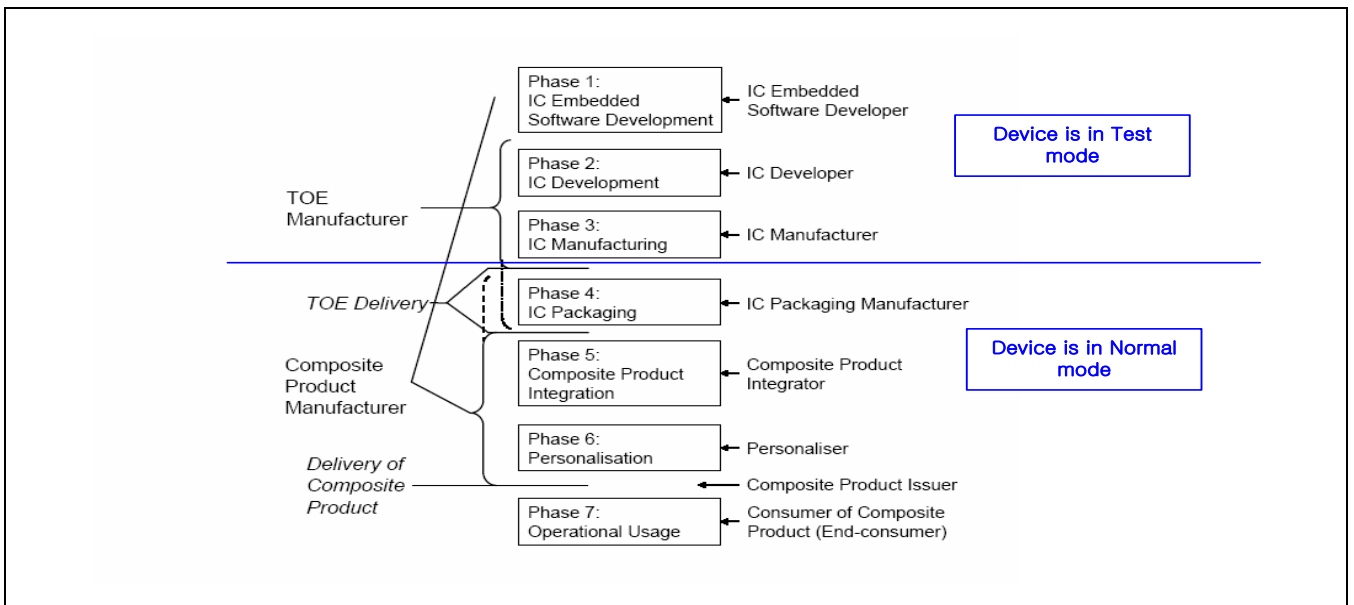 Phase 1:
IC Embedded
Software Development
IC Embedded
Software Developer
Device is in Test
mode
Phase 2:
IC Development
IC Developer
TOE
Manufacturer
Phase 3:
IC Manufacturing
IC Manufacturer
TOE Delivery
Phase 4:
IC Packaging
IC Packaging Manufacturer
Device is in Normal
mode
Composite
Product
Manufacturer
Phase 5:
Composite Product
Integration
Composite Product
Integrator
Phase 6:
Personalisation
Personaliser
Delivery of
Composite
Product
Composite Product Issuer
Phase 7:
Operational Usage
Consumer of Composite
Product (End-consumer)